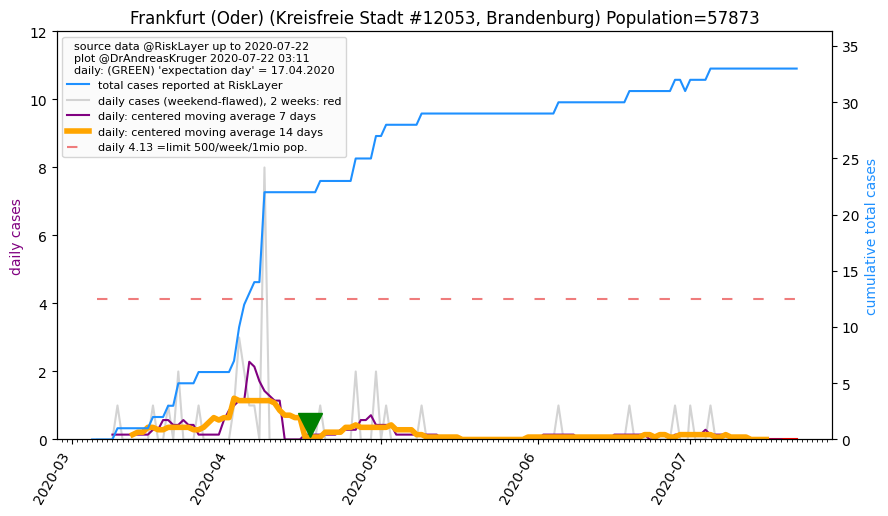 Frankfurt (Oder) (Kreisfreie Stadt #12053, Brandenburg) Population=57873
source data @RiskLayer up to 2020-07-22
plot @DrAndreasKruger 2020-07-22 03:11
daily: (GREEN) 'expectation day' = 17.04.2020
total cases reported at RiskLayer
daily cases (weekend-flawed), 2 weeks: red
daily: centered moving average 7 days
daily: centered moving average 14 days
daily 4.13 =limit 500/week/1mio pop.
daily cases
12
10
8
6
4
2
0
35
30
25
20
15
10
5
0
cumulative total cases
2020-03
2020-04
2020-05
2020-06
2020-07